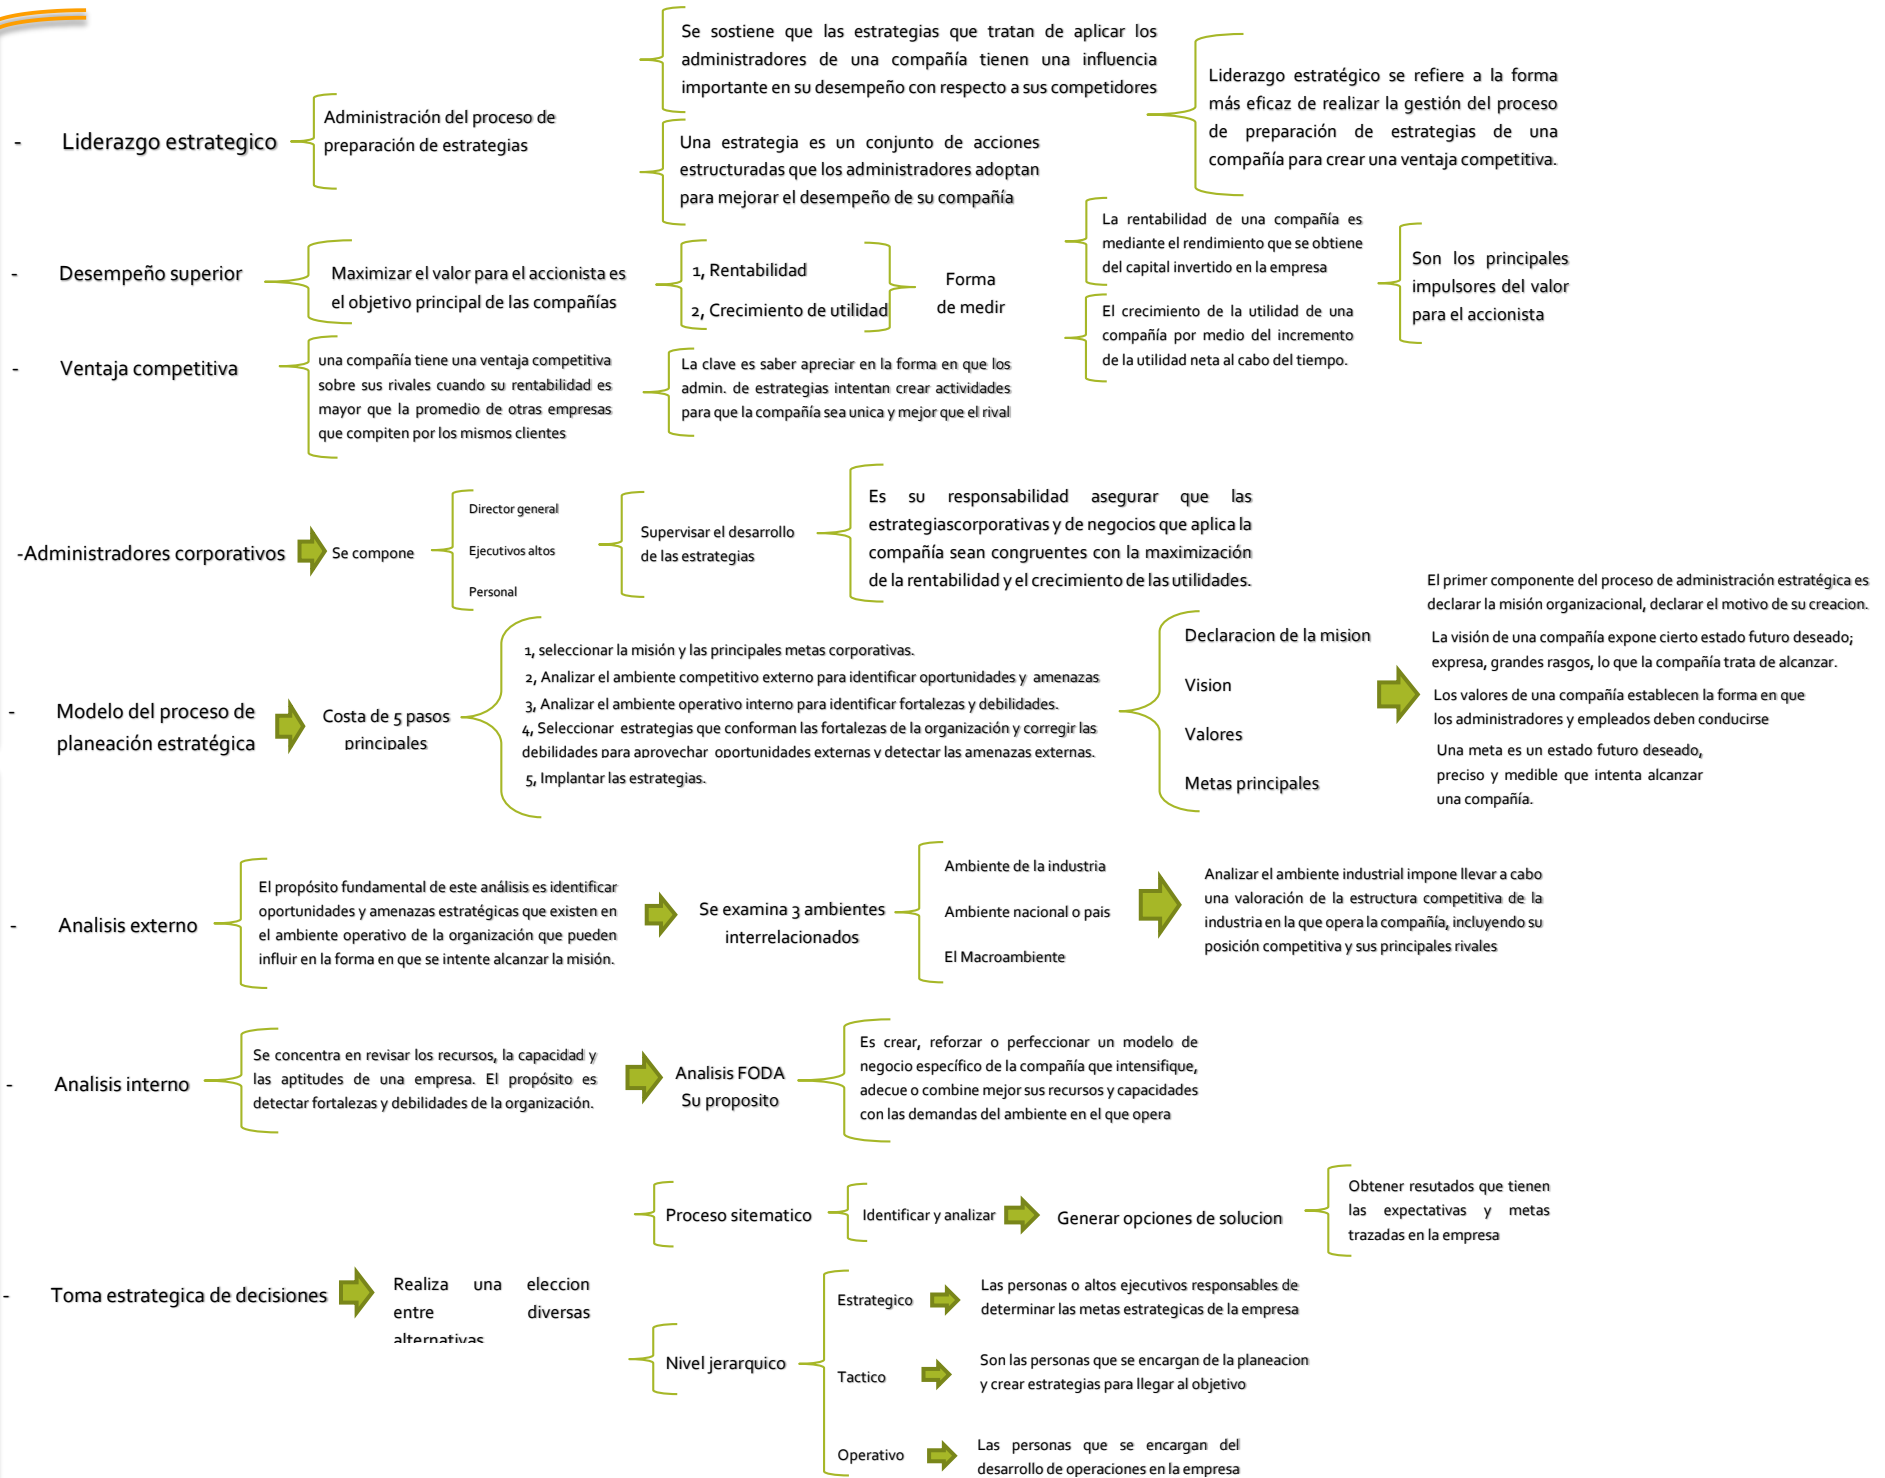 Se sostiene que las estrategias que tratan de aplicar los
administradores de una compañía tienen una influencia
importante en su desempeño con respecto a sus competidores
Liderazgo estratégico se refiere a la forma
más eficaz de realizar la gestión del proceso
de preparación de estrategias de una
compañía para crear una ventaja competitiva.
- Liderazgo estrategico
Administración del proceso de
preparación de estrategias
Una estrategia es un conjunto de acciones
estructuradas que los administradores adoptan
para mejorar el desempeño de su compañía
- Desempeño superior
Maximizar el valor para el accionista es
el objetivo principal de las compañías
1, Rentabilidad
2, Crecimiento de utilidad
Forma
de medir
La rentabilidad de una compañía es
mediante el rendimiento que se obtiene
del capital invertido en la empresa
El crecimiento de la utilidad de una
compañía por medio del incremento
de la utilidad neta al cabo del tiempo.
Son los principales
impulsores del valor
para el accionista
- Ventaja competitiva
una compañía tiene una ventaja competitiva
sobre sus rivales cuando su rentabilidad es
mayor que la promedio de otras empresas
que compiten por los mismos clientes
La clave es saber apreciar en la forma en que los
admin. de estrategias intentan crear actividades
para que la compañía sea unica y mejor que el rival
-Administradores corporativos
Se compone
Director general
Ejecutivos altos
Personal
Supervisar el desarrollo
de las estrategias
Es su responsabilidad asegurar que las
estrategiascorporativas y de negocios que aplica la
compañía sean congruentes con la maximización
de la rentabilidad y el crecimiento de las utilidades.
- Modelo del proceso de
planeación estratégica
Costa de 5 pasos
principales
1, seleccionar la misión y las principales metas corporativas.
2, Analizar el ambiente competitivo externo para identificar oportunidades y amenazas
3, Analizar el ambiente operativo interno para identificar fortalezas y debilidades.
4, Seleccionar estrategias que conforman las fortalezas de la organización y corregir las
debilidades para aprovechar oportunidades externas y detectar las amenazas externas.
5, Implantar las estrategias.
Declaracion de la mision
Vision
Valores
Metas principales
El primer componente del proceso de administración estratégica es
declarar la misión organizacional, declarar el motivo de su creacion.
La visión de una compañía expone cierto estado futuro deseado;
expresa, grandes rasgos, lo que la compañía trata de alcanzar.
Los valores de una compañía establecen la forma en que
los administradores y empleados deben conducirse
Una meta es un estado futuro deseado,
preciso y medible que intenta alcanzar
una compañía.
- Analisis externo
El propósito fundamental de este análisis es identificar
oportunidades y amenazas estratégicas que existen en
el ambiente operativo de la organización que pueden
influir en la forma en que se intente alcanzar la misión.
Se examina 3 ambientes
interrelacionados
Ambiente de la industria
Ambiente nacional o pais
El Macroambiente
Analizar el ambiente industrial impone llevar a cabo
una valoración de la estructura competitiva de la
industria en la que opera la compañía, incluyendo su
posición competitiva y sus principales rivales
- Analisis interno
Se concentra en revisar los recursos, la capacidad y
las aptitudes de una empresa. El propósito es
detectar fortalezas y debilidades de la organización.
Analisis FODA
Su proposito
Es crear, reforzar o perfeccionar un modelo de
negocio específico de la compañía que intensifique,
adecue o combine mejor sus recursos y capacidades
con las demandas del ambiente en el que opera
- Toma estrategica de decisiones
Realiza una eleccion
entre diversas
alternativas
Proceso sitematico
Identificar y analizar
Generar opciones de solucion
Obtener resutados que tienen
las expectativas y metas
trazadas en la empresa
Nivel jerarquico
Estrategico
Las personas o altos ejecutivos responsables de
determinar las metas estrategicas de la empresa
Tactico
Son las personas que se encargan de la planeacion
y crear estrategias para llegar al objetivo
Operativo
Las personas que se encargan del
desarrollo de operaciones en la empresa